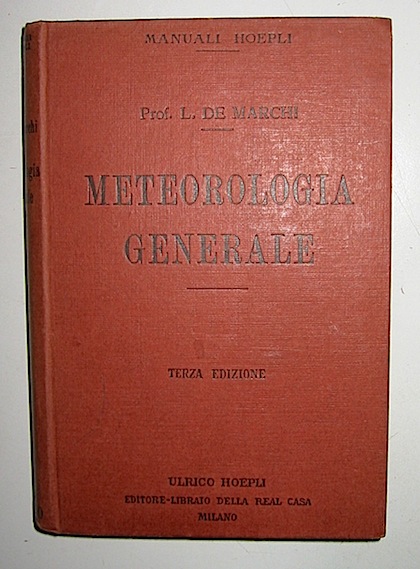 MANUALI HOEPLI
Prof. L. DE MARCHI
METEOROLOGIA
GENERALE
TERZA EDIZIONE
ULRICO HOEPLI
EDITORE-LIBRAIO DELLA REAL CASA
MILANO